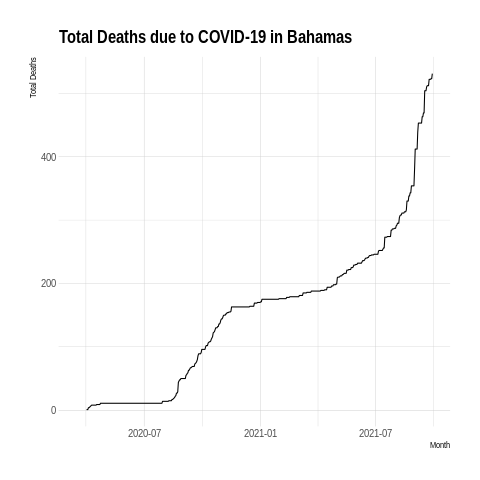 Total Deaths due to COVID-19 in Bahamas
Total Deaths
400
200
0
2020-07 2021-01 2021-07
Month